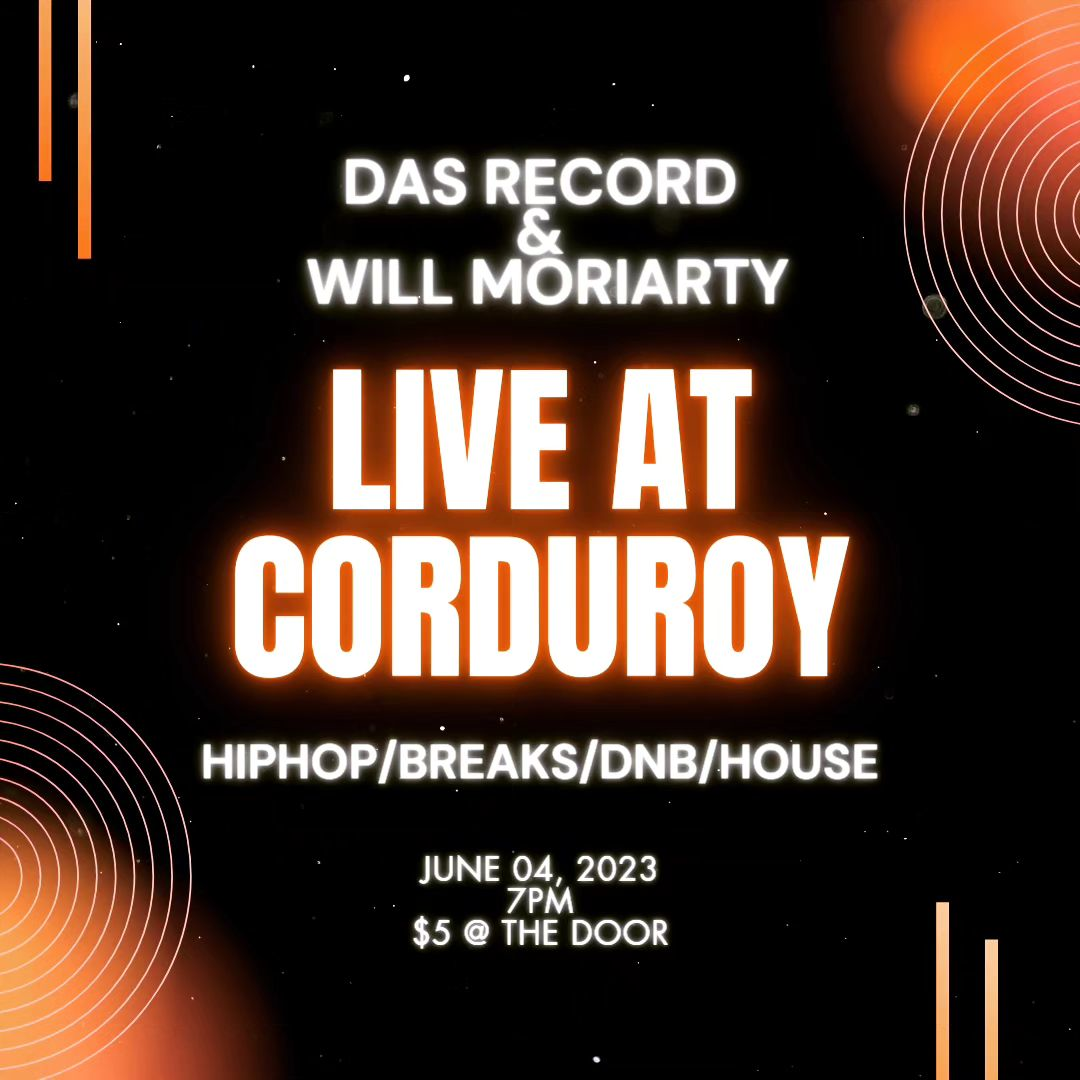 DAS RECORD
&
WILL MORIARTY
LIVE AT
CORDUROY
HIPHOP/BREAKS/DNB/HOUSE
JUNE 04, 2023
7PM
$5 @ THE DOOR